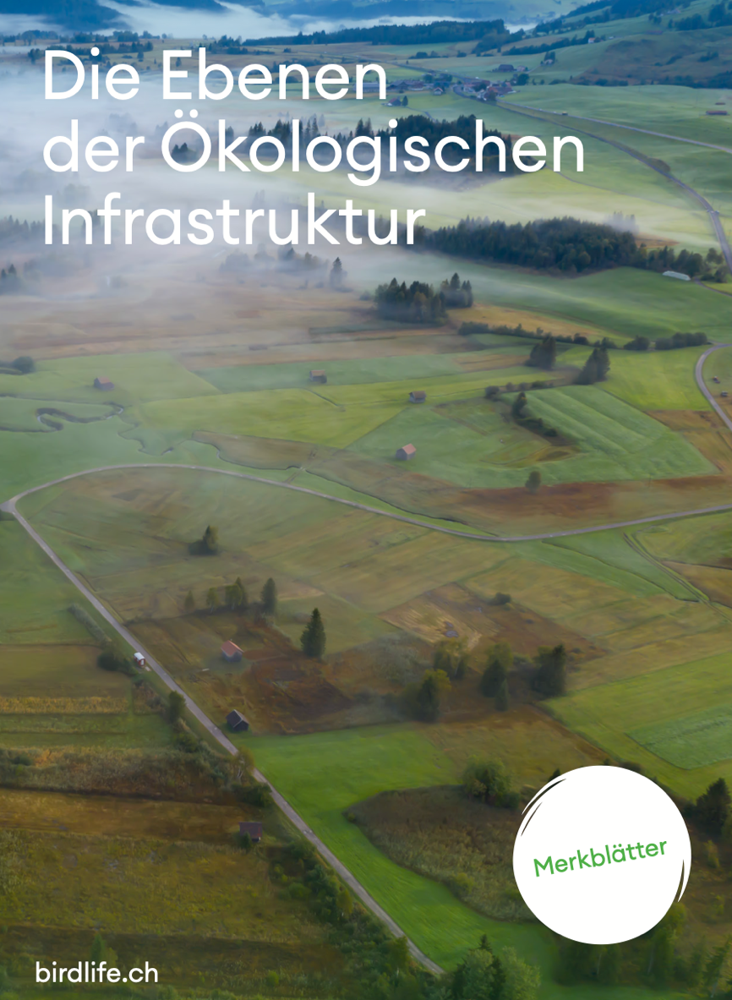 Die Ebenen
der Ökologischen
Infrastruktur
Merkblätter
birdlife.ch